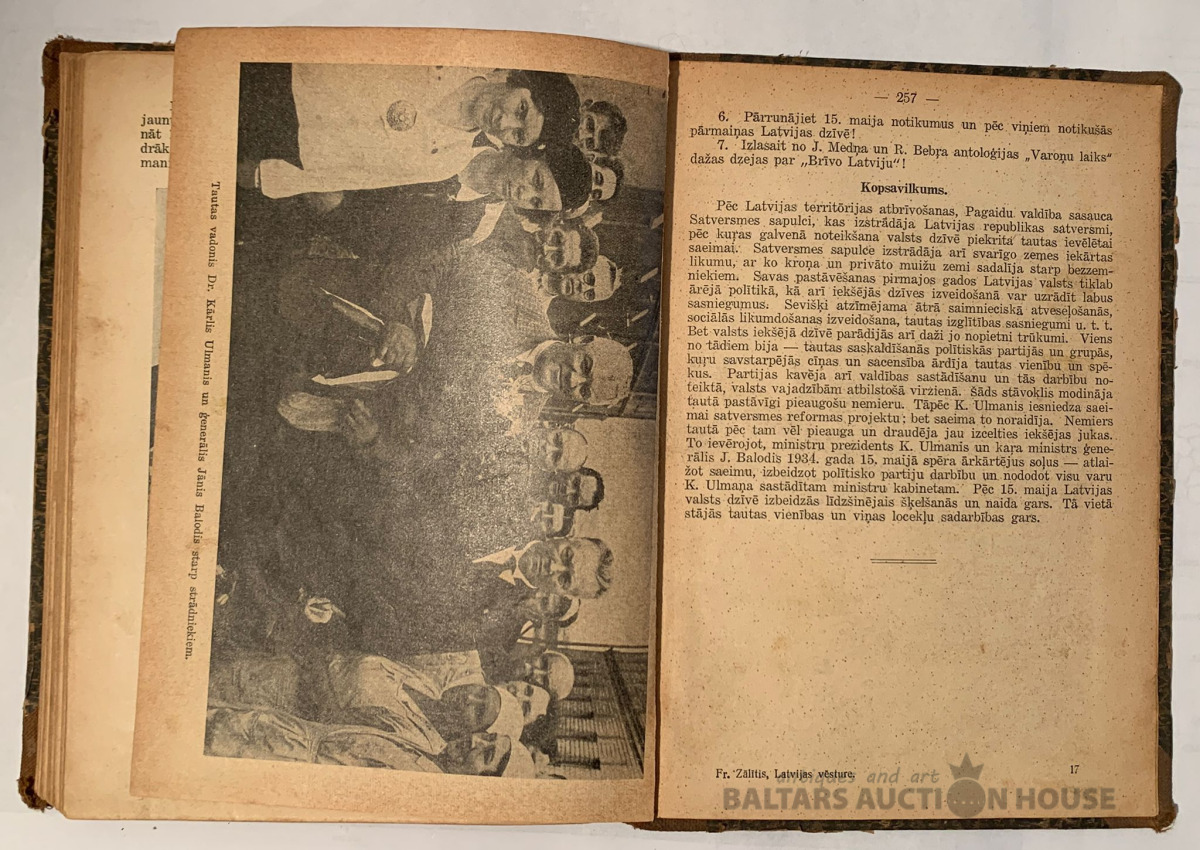 jaun
nāt
drāk
man
Tautas vadonis Dr. Kārlis Ulmanis un ģenerālis Jānis Balodis starp strādniekiem.
— 257 —
6. Pārrunājiet 15. maija notikumus un pēc viņiem notikušās
pārmaiņas Latvijas dzīvē!
7. Izlasait no J. Medņa un R. Bebŗa antoloģijas „Varoņu laiks"
dažas dzejas par „Brīvo Latviju"!
Kopsavilkums.
Pēc Latvijas territōrijas atbrīvošanas, Pagaidu valdība sasauca
Satversmes sapulci, kas izstrādāja Latvijas republikas satversmi,
pēc kuŗas galvenā noteikšana valsts dzīvē piekrita tautas ievēlētai
saeimai. Satversmes sapulce izstrādāja arī svarīgo zemes iekārtas
likumu, ar ko kroņa un privāto muižu zemi sadalīja starp bezzem-
niekiem. Savas pastāvēšanas pirmajos gados Latvijas valsts tiklab
ārējā polītikā, kā arī iekšējās dzīves izveidošanā var uzrādīt labus
sasniegumus. Sevišķi atzīmējama ātrā saimnieciskā atveseļošanās,
sociālās likumdošanas izveidošana, tautas izglītības sasniegumi u. t. t.
Bet valsts iekšējā dzīvē parādijās arī daži jo nopietni trūkumi. Viens
no tādiem bija — tautas saskaldīšanās polītiskās partijās un grupās,
kuŗu savstarpējās cīņas un sacensība ārdīja tautas vienību un spē-
kus. Partijas kavēja arī valdības sastādīšanu un tās darbību no-
teiktā, valsts vajadzībām atbilstošā virzienā. Šāds stāvoklis modināja
tautā pastāvīgi pieaugošu nemieru. Tāpēc K. Ulmanis iesniedza saei-
mai satversmes reformas projektu; bet saeima to noraidīja. Nemiers
tautā pēc tam vēl pieauga un draudēja jau izcelties iekšējas jukas.
To ievērojot, ministru prezidents K. Ulmanis un kaŗa ministrs ģene-
rālis J. Balodis 1934. gada 15. maijā spēra ārkārtējus soļus — atlai-
žot saeimu, izbeidzot polītisko partiju darbību un nododot visu varu
K. Ulmaņa sastādītam ministru kabinetam. Pēc 15. maija Latvijas
valsts dzīvē izbeidzās līdzšinējais šķelšanās un naida gars. Tā vietā
stājās tautas vienības un viņas locekļu sadarbības gars.
Fr. Zālītis, Latvijas vēsture.
17
antiques and art
BALTARS AUCTION HOUSE